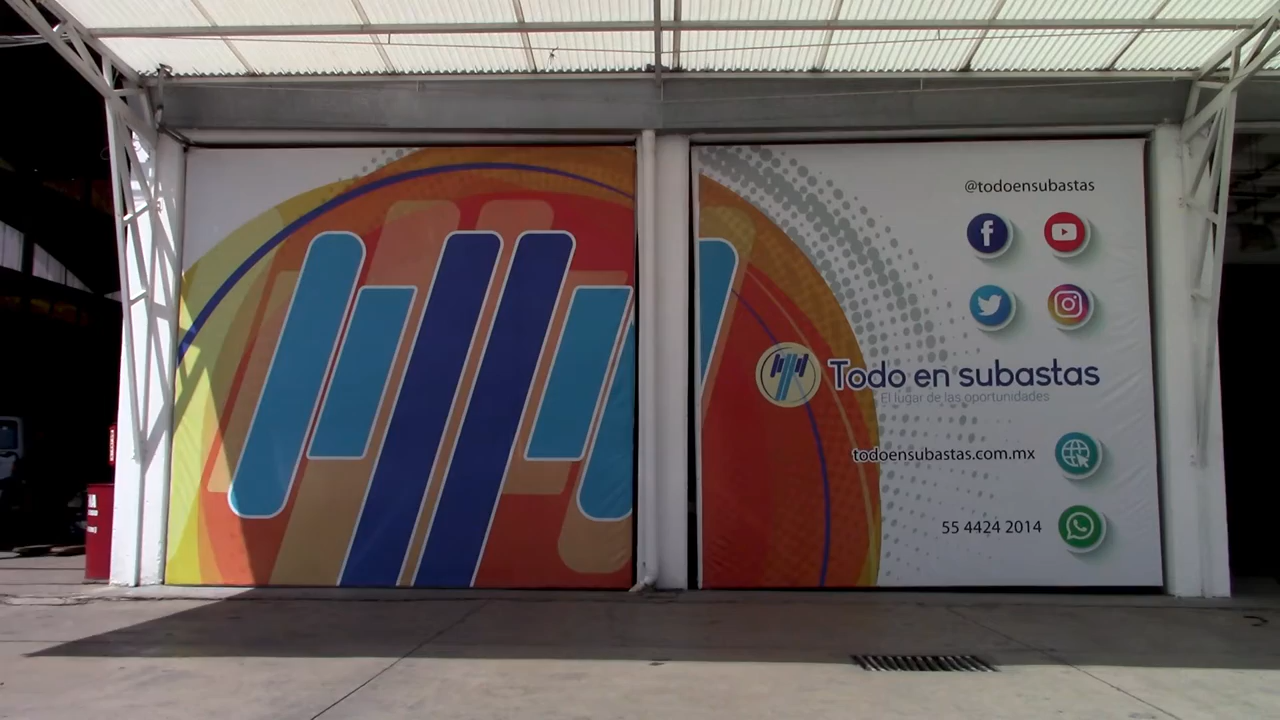 @todoensubastas
Todo en subastas
El lugar de las oportunidades
todoensubastas.com.mx
55 4424 2014